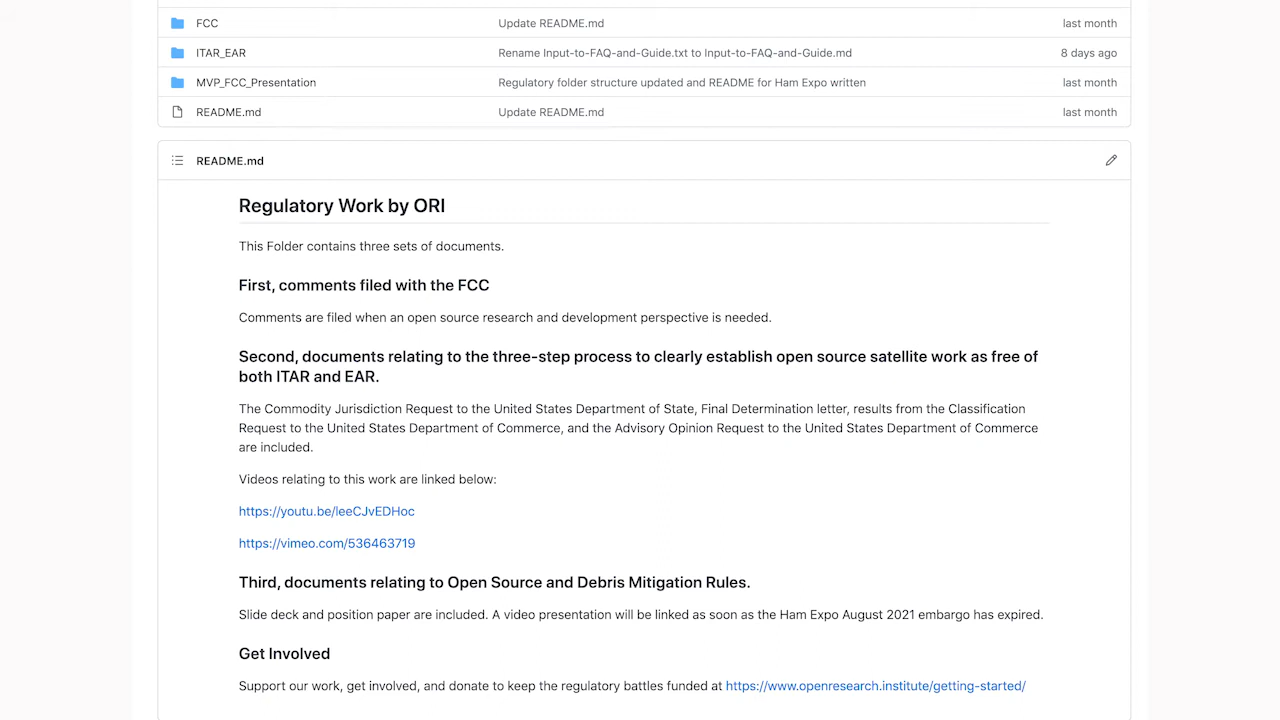 FCC Update README.md last month
ITAR_EAR Rename Input-to-FAQ-and-Guide.txt to Input-to-FAQ-and-Guide.md 8 days ago
MVP_FCC_Presentation Regulatory folder structure updated and README for Ham Expo written last month
README.md Update README.md last month
README.md
Regulatory Work by ORI
This Folder contains three sets of documents.
First, comments filed with the FCC
Comments are filed when an open source research and development perspective is needed.
Second, documents relating to the three-step process to clearly establish open source satellite work as free of
both ITAR and EAR.
The Commodity Jurisdiction Request to the United States Department of State, Final Determination letter, results from the Classification
Request to the United States Department of Commerce, and the Advisory Opinion Request to the United States Department of Commerce
are included.
Videos relating to this work are linked below:
https://youtu.be/leeCJvEDHoc
https://vimeo.com/536463719
Third, documents relating to Open Source and Debris Mitigation Rules.
Slide deck and position paper are included. A video presentation will be linked as soon as the Ham Expo August 2021 embargo has expired.
Get Involved
Support our work, get involved, and donate to keep the regulatory battles funded at https://www.openresearch.institute/getting-started/